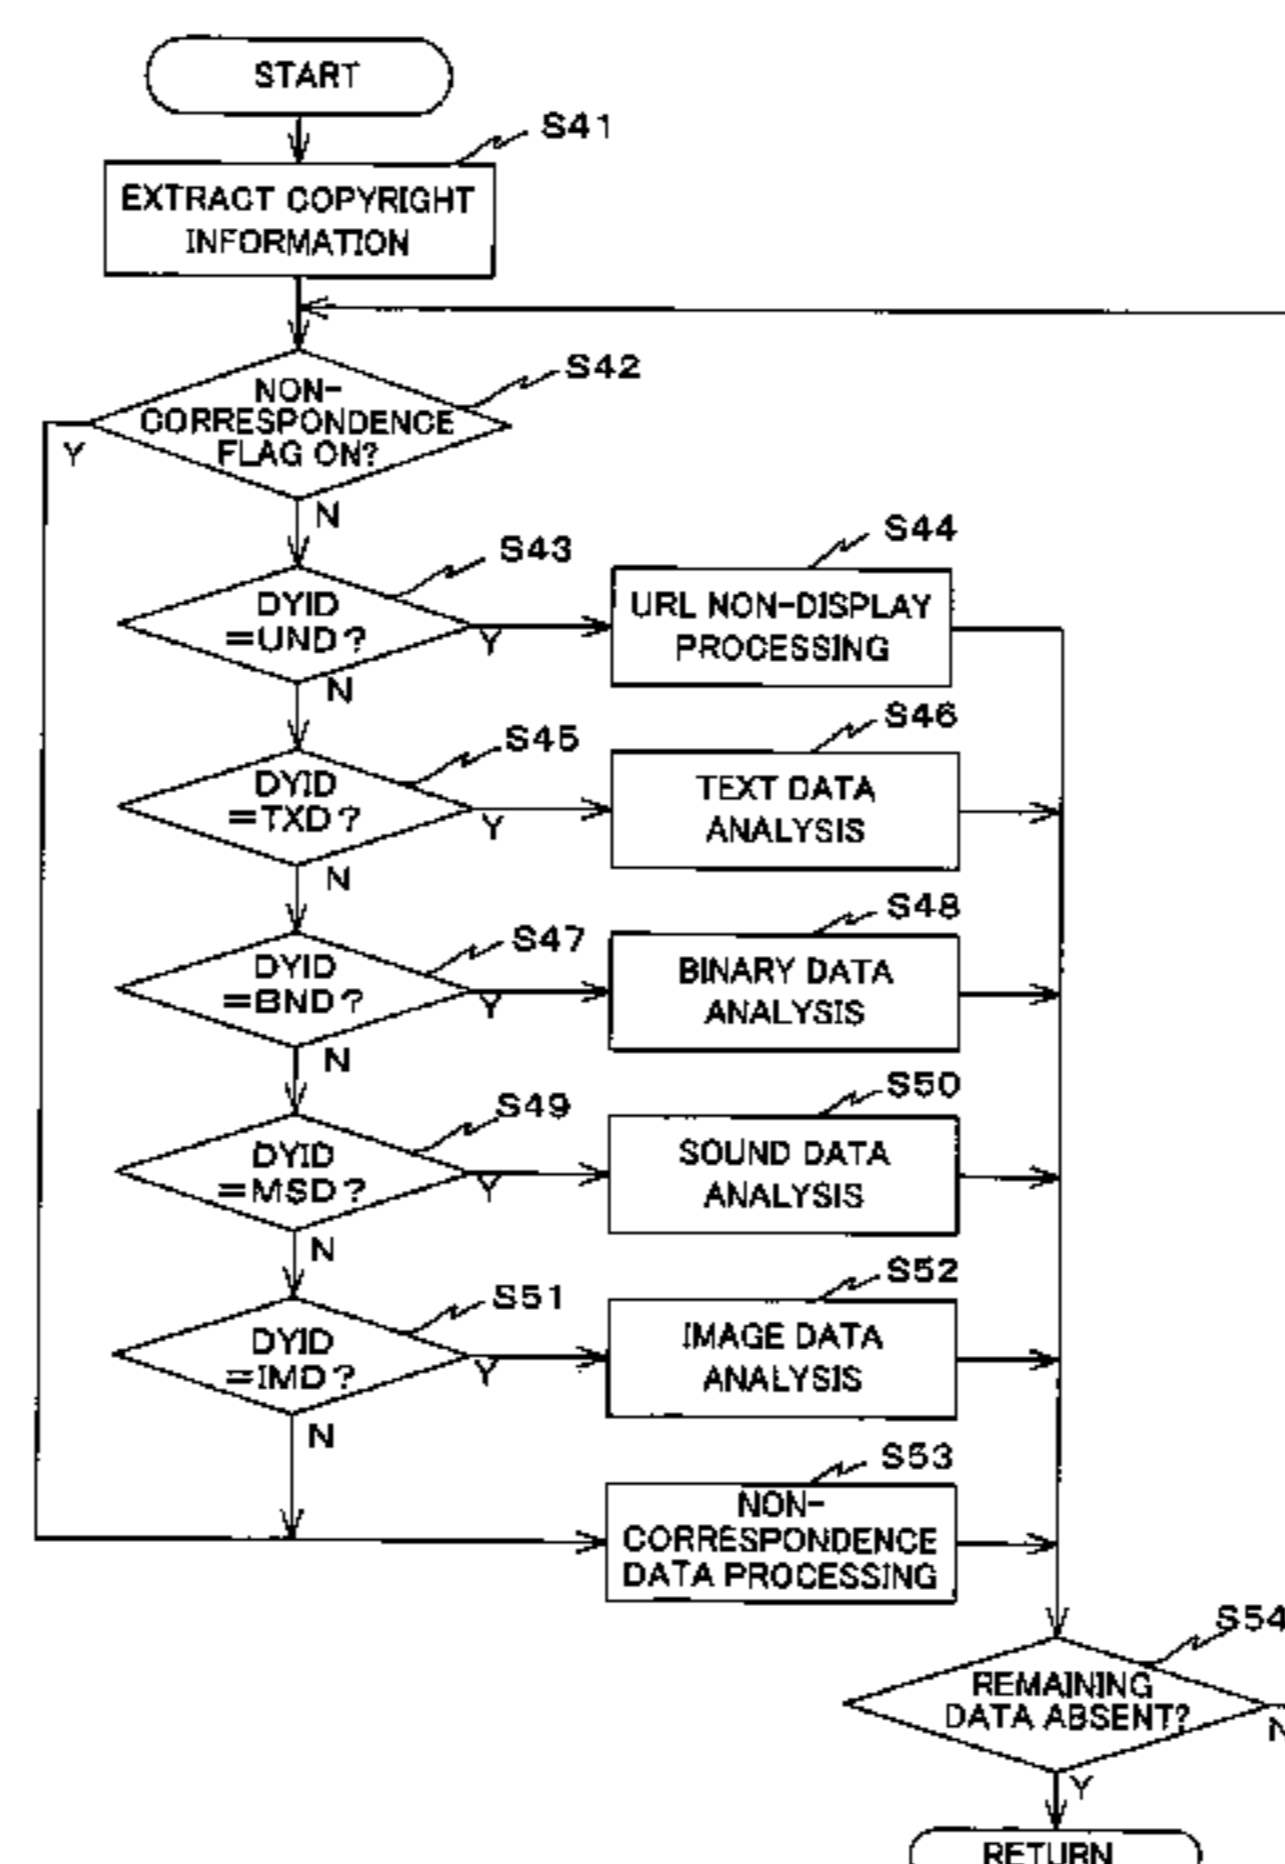 START
S41
EXTRACT COPYRIGHT
INFORMATION
S42
NON-
CORRESPONDENCE
FLAG ON?
Y
N
S43
DYID
=UND?
Y
N
S44
URL NON-DISPLAY
PROCESSING
S45
DYID
=TXD?
Y
N
S46
TEXT DATA
ANALYSIS
S47
DYID
=BND?
Y
N
S48
BINARY DATA
ANALYSIS
S49
DYID
=MSD?
Y
N
S50
SOUND DATA
ANALYSIS
S51
DYID
=IMD?
Y
N
S52
IMAGE DATA
ANALYSIS
S53
NON-
CORRESPONDENCE
DATA PROCESSING
S54
REMAINING
DATA ABSENT?
N
Y
RETURN